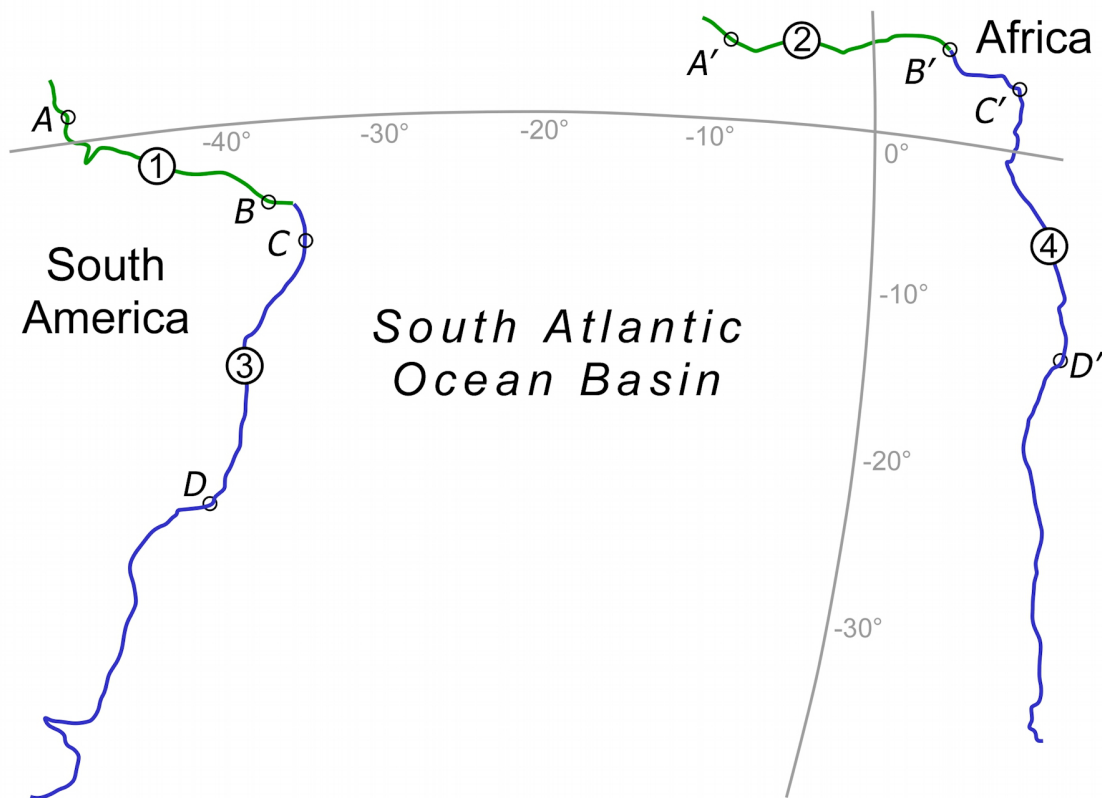 A′
2
Africa
B′
C′
A
-40°
-30°
-20°
-10°
0°
1
B
C
South
America
4
South Atlantic
Ocean Basin
-10°
3
D′
-20°
D
-30°